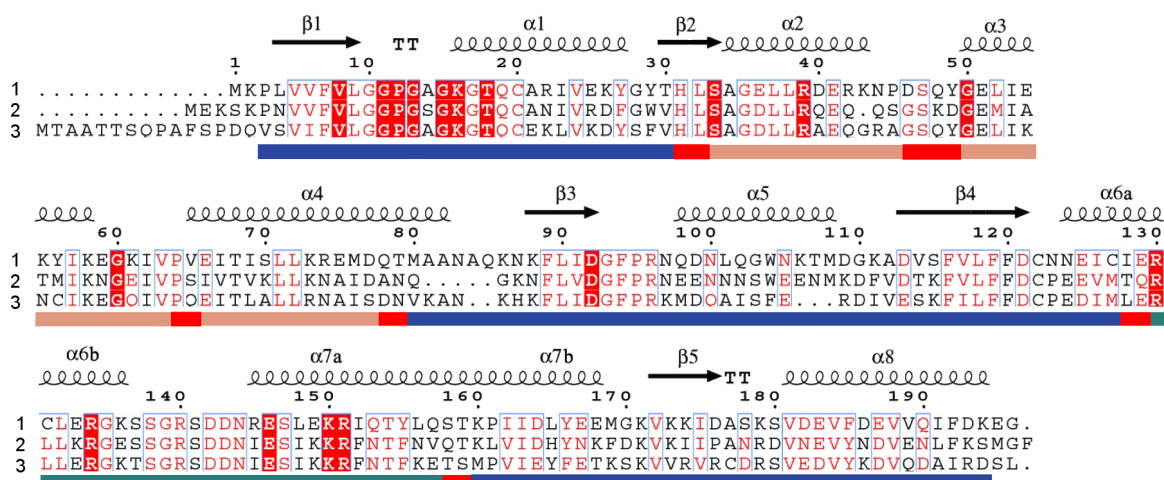 β1 TT α1 β2 α2 α3
1 10 20 30 40 50
1 .............MKPLVVFVLGGPGAGKGTQCARIVEKYGYTHLSAGELLRDERKNPDSQYGELIE
2 ..........MEKSKPNVVFVLGGPGSGKGTQCANIVRDFGWVHLSAGDLLRQEQ.QSGSKDGEMIA
3 MTAATTSQPAFSPDQVSVIFVLGGPGAGKGTQCEKLVKDYSFVHLSAGDLLRAEQGRAGSQYGELIK
α4 β3 α5 β4 α6a
60 70 80 90 100 110 120 130
1 KYIKEGKIVPVEITISLLKREMDQTMAANAQKNKFLIDGFPRNQDNLQGWNKTMDGKADVSFVLFFDCNNEICIER
2 TMIKNGEIVPSIVTVKLLKNAIDANQ.....GKNFLVDGFPRNEENNNSWEENMKDFVDTKFVLFFDCPEEVMTQR
3 NCIKEGQIVPQEITLALLRNAISDNVKAN..KHKFLIDGFPRKMDQAISFE...RDIVESKFILFFDCPEDIMLER
α6b α7a α7b β5 TT α8
140 150 160 170 180 190
1 CLERGKSSGRSDDNRESLEKRIQTYLQSTKPIIDLYEEMGKVKKIDASKSVDEVFDEVVQIFDKEG.
2 LLKRGESSGRSDDNIESIKKRFNTFNVQTKLVIDHYNKFDKVKIIPANRDVNEVYNDVENLFKSMGF
3 LLERGKTSGRSDDNIESIKKRFNTFKETSMPVIEYFETKSKVVRVRCDRSVEDVYKDVQDAIRDSL.